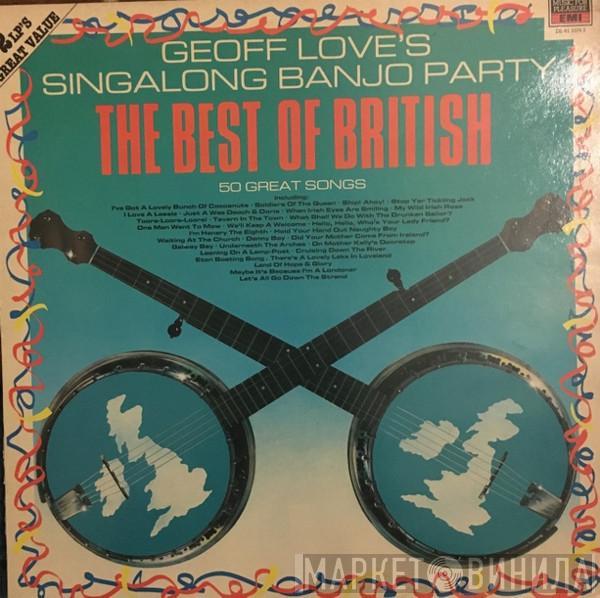 2 LP'S
GREAT VALUE
MUSIC FOR
PLEASURE
EMI
GEOFF LOVE'S
SINGALONG BANJO PARTY
THE BEST OF BRITISH
50 GREAT SONGS
Including:
I've Got A Lovely Bunch Of Coconuts · Soldiers Of The Queen · Ship! Ahoy! · Stop Yer Tickling Jock
I Love A Lassie · Just A Wee Deoch & Doris · When Irish Eyes Are Smiling · My Wild Irish Rose
Toora-Loora-Looral · Tavern In The Town · What Shall We Do With The Drunken Sailor?
One Man Went To Mow · We'll Keep A Welcome · Hello, Hello, Who's Your Lady Friend?
I'm Henery The Eighth · Hold Your Hand Out Naughty Boy
Waiting At The Church · Danny Boy · Did Your Mother Come From Ireland?
Galway Bay · Underneath The Arches · On Mother Kelly's Doorstep
Leaning On A Lamp-Post · Cruising Down The River
Eton Boating Song · There's A Lovely Lake In Loveland
Land Of Hope & Glory
Maybe It's Because I'm A Londoner
Let's All Go Down The Strand
МАРКЕТ ВИНИЛА